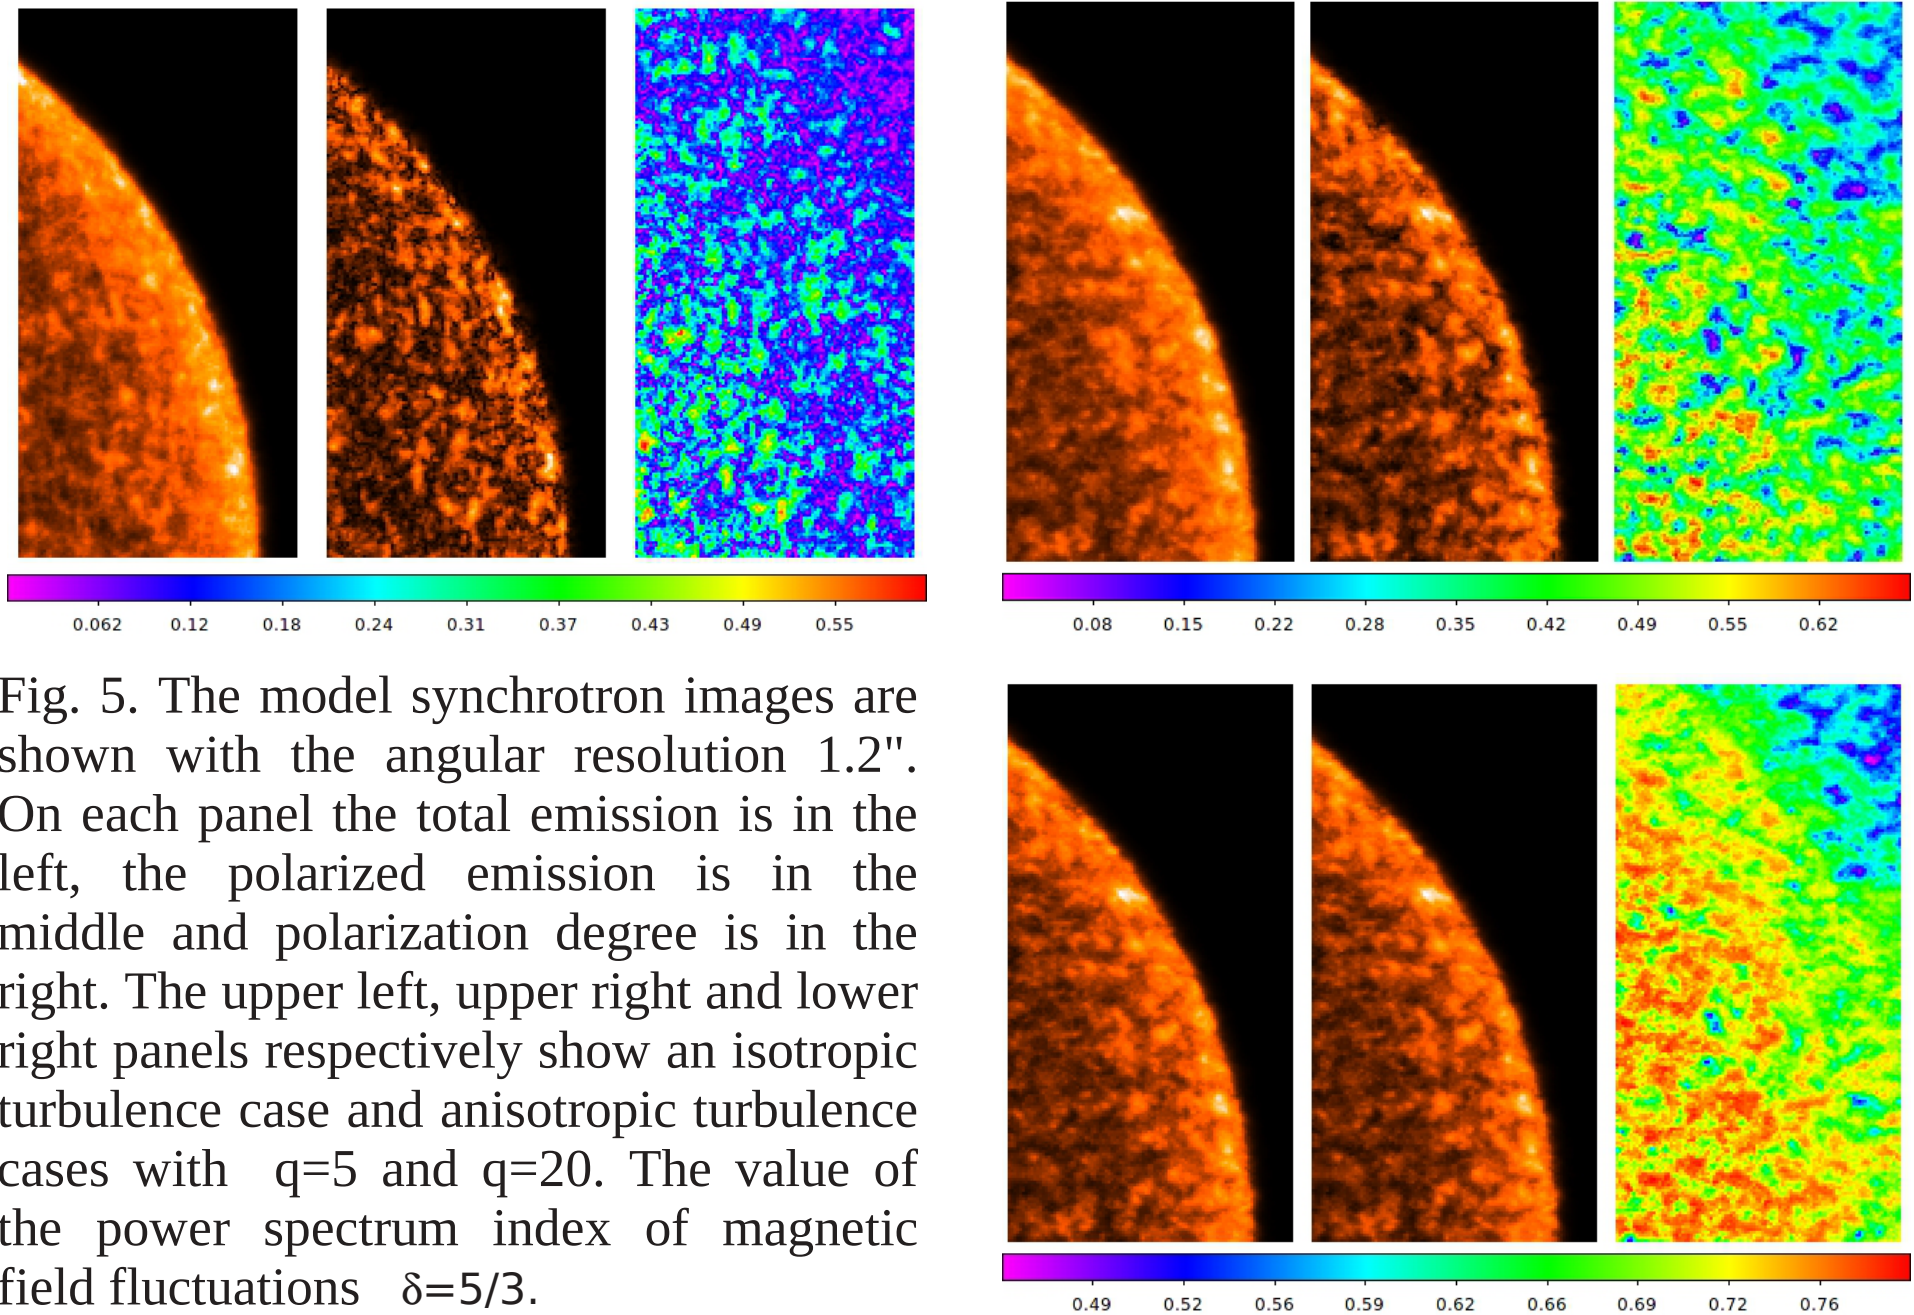 0.062 0.12 0.18 0.24 0.31 0.37 0.43 0.49 0.55
0.08 0.15 0.22 0.28 0.35 0.42 0.49 0.55 0.62
Fig. 5. The model synchrotron images are
shown with the angular resolution 1.2".
On each panel the total emission is in the
left, the polarized emission is in the
middle and polarization degree is in the
right. The upper left, upper right and lower
right panels respectively show an isotropic
turbulence case and anisotropic turbulence
cases with q=5 and q=20. The value of
the power spectrum index of magnetic
field fluctuations δ=5/3.
0.49 0.52 0.56 0.59 0.62 0.66 0.69 0.72 0.76